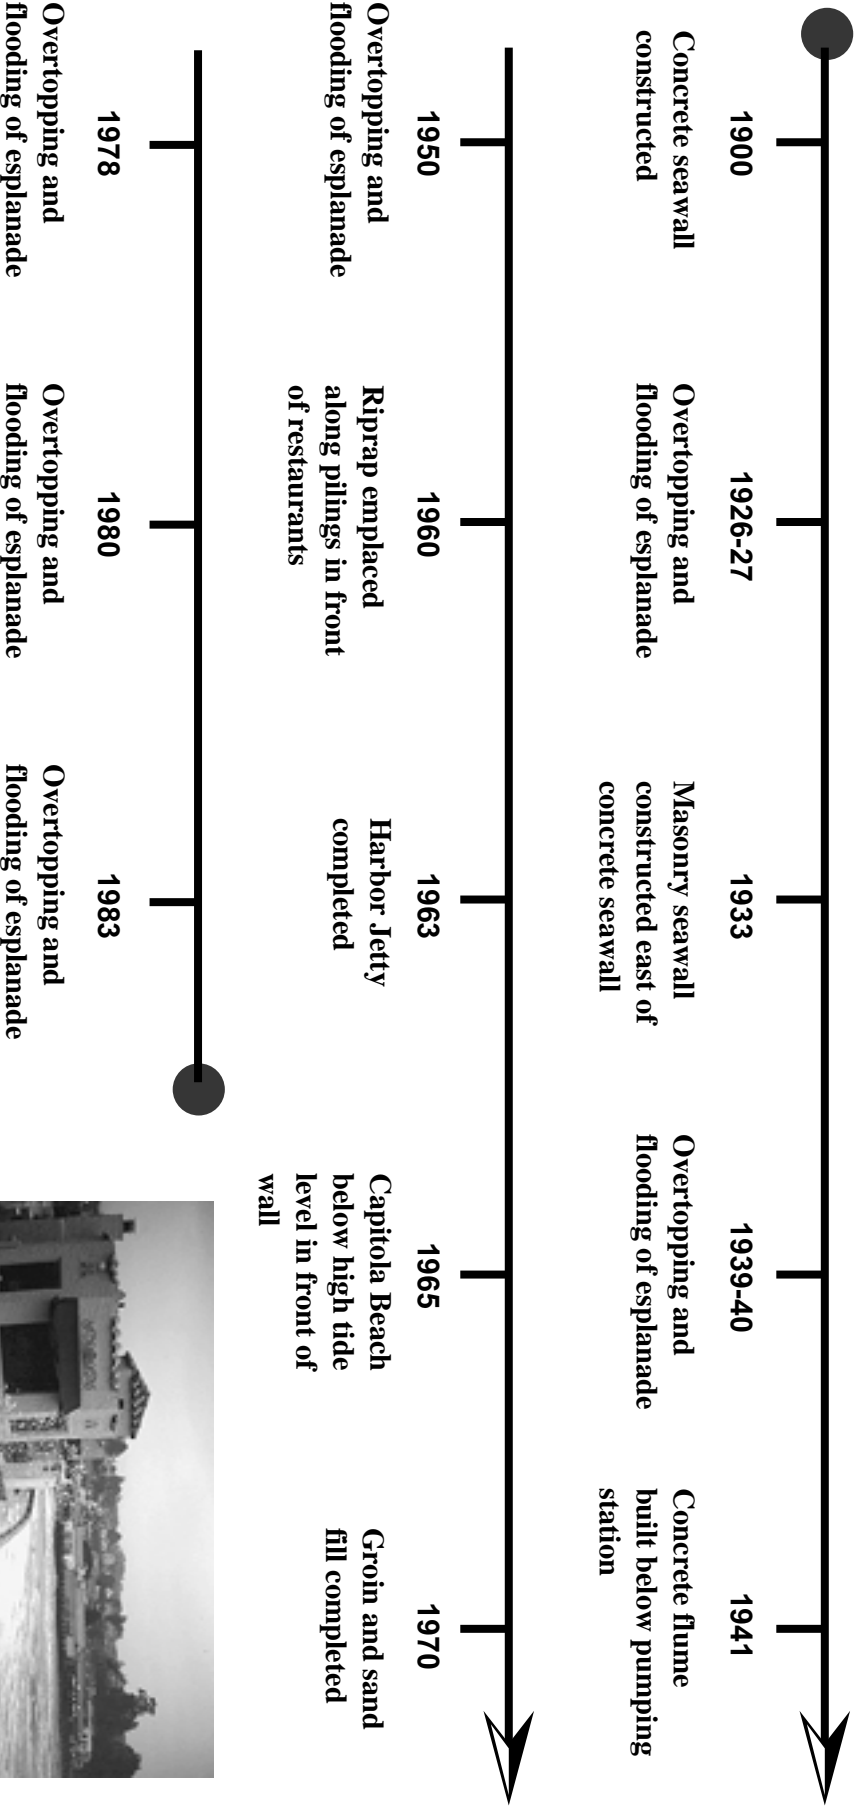 1900
Concrete seawall
constructed
1926-27
Overtopping and
flooding of esplanade
1933
Masonry seawall
constructed east of
concrete seawall
1939-40
Overtopping and
flooding of esplanade
1941
Concrete flume
built below pumping
station
1950
Overtopping and
flooding of esplanade
1960
Riprap emplaced
along pilings in front
of restaurants
1963
Harbor Jetty
completed
1965
Capitola Beach
below high tide
level in front of
wall
1970
Groin and sand
fill completed
1978
Overtopping and
flooding of esplanade
1980
Overtopping and
flooding of esplanade
1983
Overtopping and
flooding of esplanade